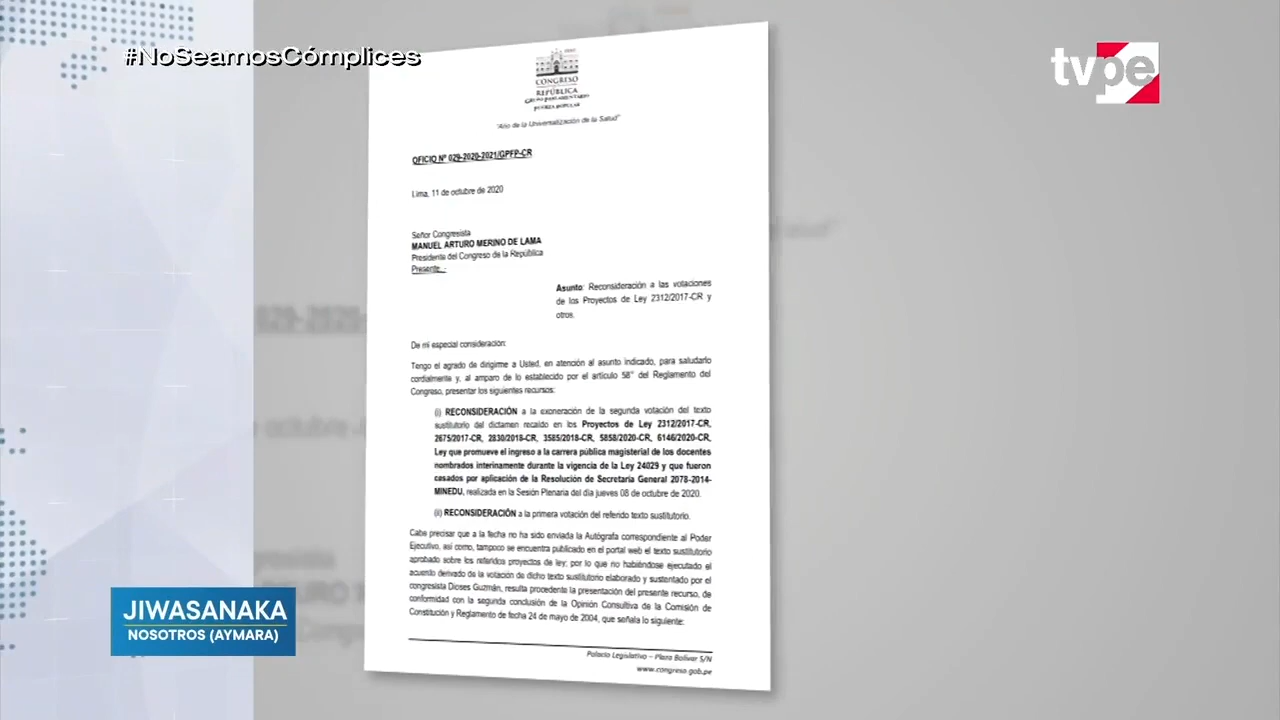 #NoSeamosCómplices
tvpe
PERÚ
CONGRESO
REPÚBLICA
GRUPO PARLAMENTARIO
FUERZA POPULAR
"Año de la Universalización de la Salud"
OFICIO Nº 029-2020-2021/GPFP-CR
Lima, 11 de octubre de 2020
Señor Congresista
MANUEL ARTURO MERINO DE LAMA
Presidente del Congreso de la República
Presente.-
Asunto: Reconsideración a las votaciones
de los Proyectos de Ley 2312/2017-CR y
otros.
De mi especial consideración:
Tengo el agrado de dirigirme a Usted, en atención al asunto indicado, para saludarlo
cordialmente y, al amparo de lo establecido por el artículo 58° del Reglamento del
Congreso, presentar los siguientes recursos:
(i) RECONSIDERACIÓN a la exoneración de la segunda votación del texto
sustitutorio del dictamen recaído en los Proyectos de Ley 2312/2017-CR,
2675/2017-CR, 2830/2018-CR, 3585/2018-CR, 5858/2020-CR, 6146/2020-CR,
Ley que promueve el ingreso a la carrera pública magisterial de los docentes
nombrados interinamente durante la vigencia de la Ley 24029 y que fueron
cesados por aplicación de la Resolución de Secretaría General 2078-2014-
MINEDU, realizada en la Sesión Plenaria del día jueves 08 de octubre de 2020.
(ii) RECONSIDERACIÓN a la primera votación del referido texto sustitutorio.
Cabe precisar que a la fecha no ha sido enviada la Autógrafa correspondiente al Poder
Ejecutivo, así como, tampoco se encuentra publicado en el portal web el texto sustitutorio
aprobado sobre los referidos proyectos de ley; por lo que no habiéndose ejecutado el
acuerdo derivado de la votación de dicho texto sustitutorio elaborado y sustentado por el
congresista Dioses Guzmán, resulta procedente la presentación del presente recurso, de
conformidad con la segunda conclusión de la Opinión Consultiva de la Comisión de
Constitución y Reglamento de fecha 24 de mayo de 2004, que señala lo siguiente:
Palacio Legislativo – Plaza Bolívar S/N
www.congreso.gob.pe
029-2020-
octubre
JIWASANAKA
NOSOTROS (AYMARA)